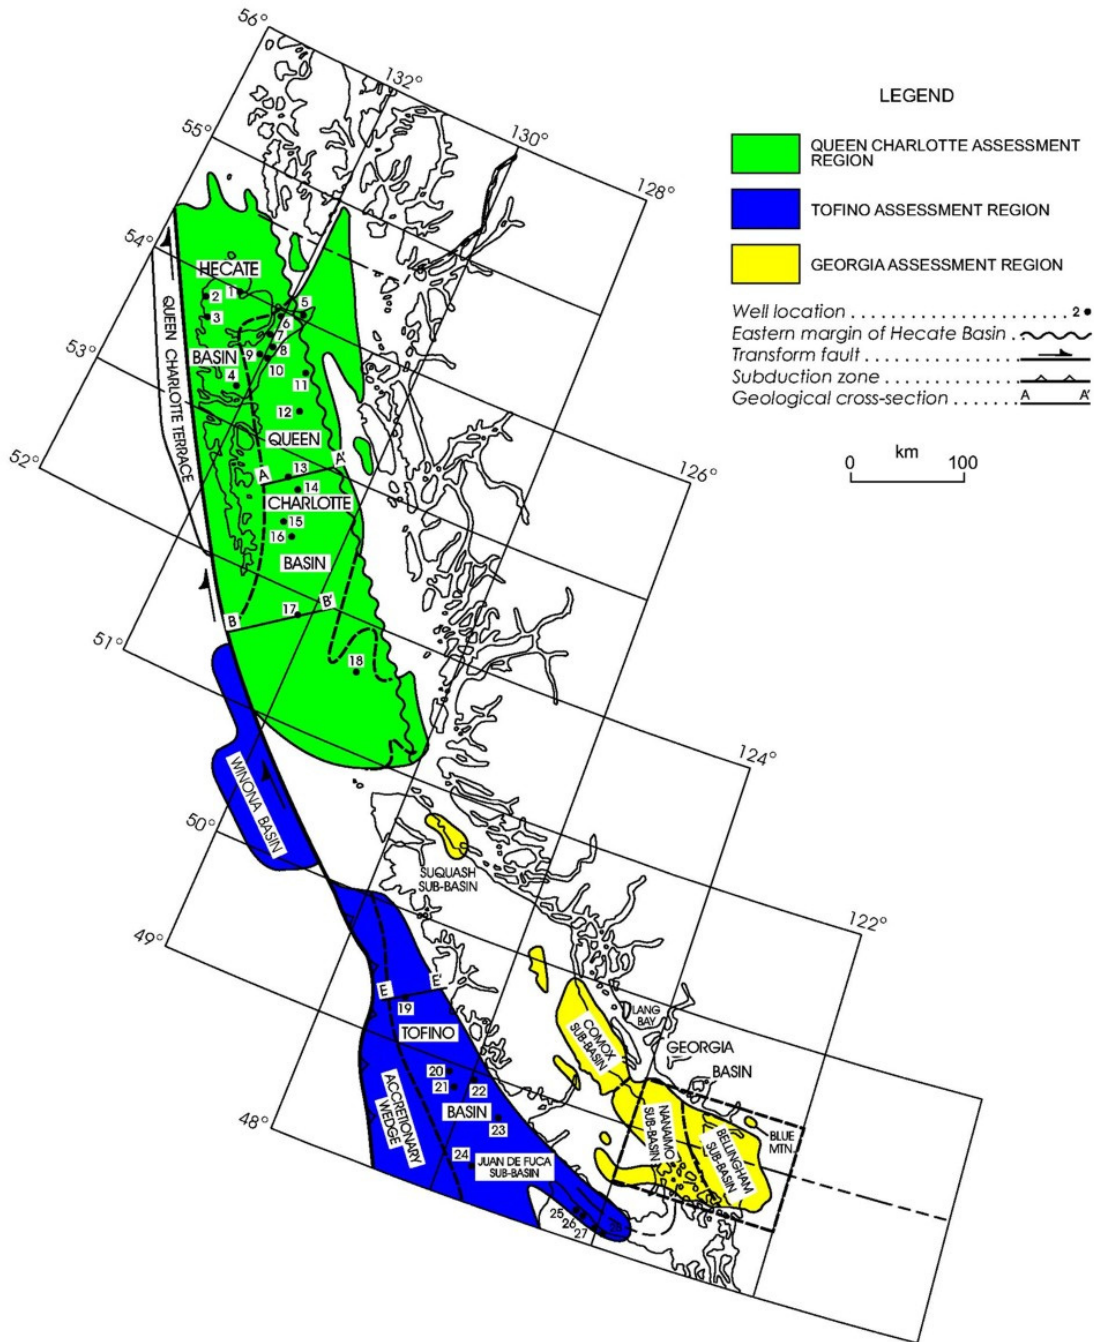 56°
132°
130°
128°
55°
54°
53°
52°
126°
51°
124°
50°
122°
49°
48°
LEGEND
QUEEN CHARLOTTE ASSESSMENT
REGION
TOFINO ASSESSMENT REGION
GEORGIA ASSESSMENT REGION
Well location . . . . . . . . . . . . . . . . . . . . . . . 2
Eastern margin of Hecate Basin . .
Transform fault . . . . . . . . . . . . . . .
Subduction zone . . . . . . . . . . . . . .
Geological cross-section . . . . . . A A'
0 km 100
HECATE
1
2
3
5
6
7
8
9
BASIN
10
4
11
12
QUEEN CHARLOTTE TERRACE
QUEEN
A A'
13
14
CHARLOTTE
15
16
BASIN
B B'
17
18
WINONA BASIN
SUQUASH
SUB-BASIN
E E'
19
TOFINO
20
21
22
BASIN
23
24
JUAN DE FUCA
SUB-BASIN
ACCRETIONARY
WEDGE
25
26
27
28
LANG
BAY
COMOX
SUB-BASIN
GEORGIA
BASIN
NANAIMO
SUB-BASIN
BELLINGHAM
SUB-BASIN
BLUE
MTN.